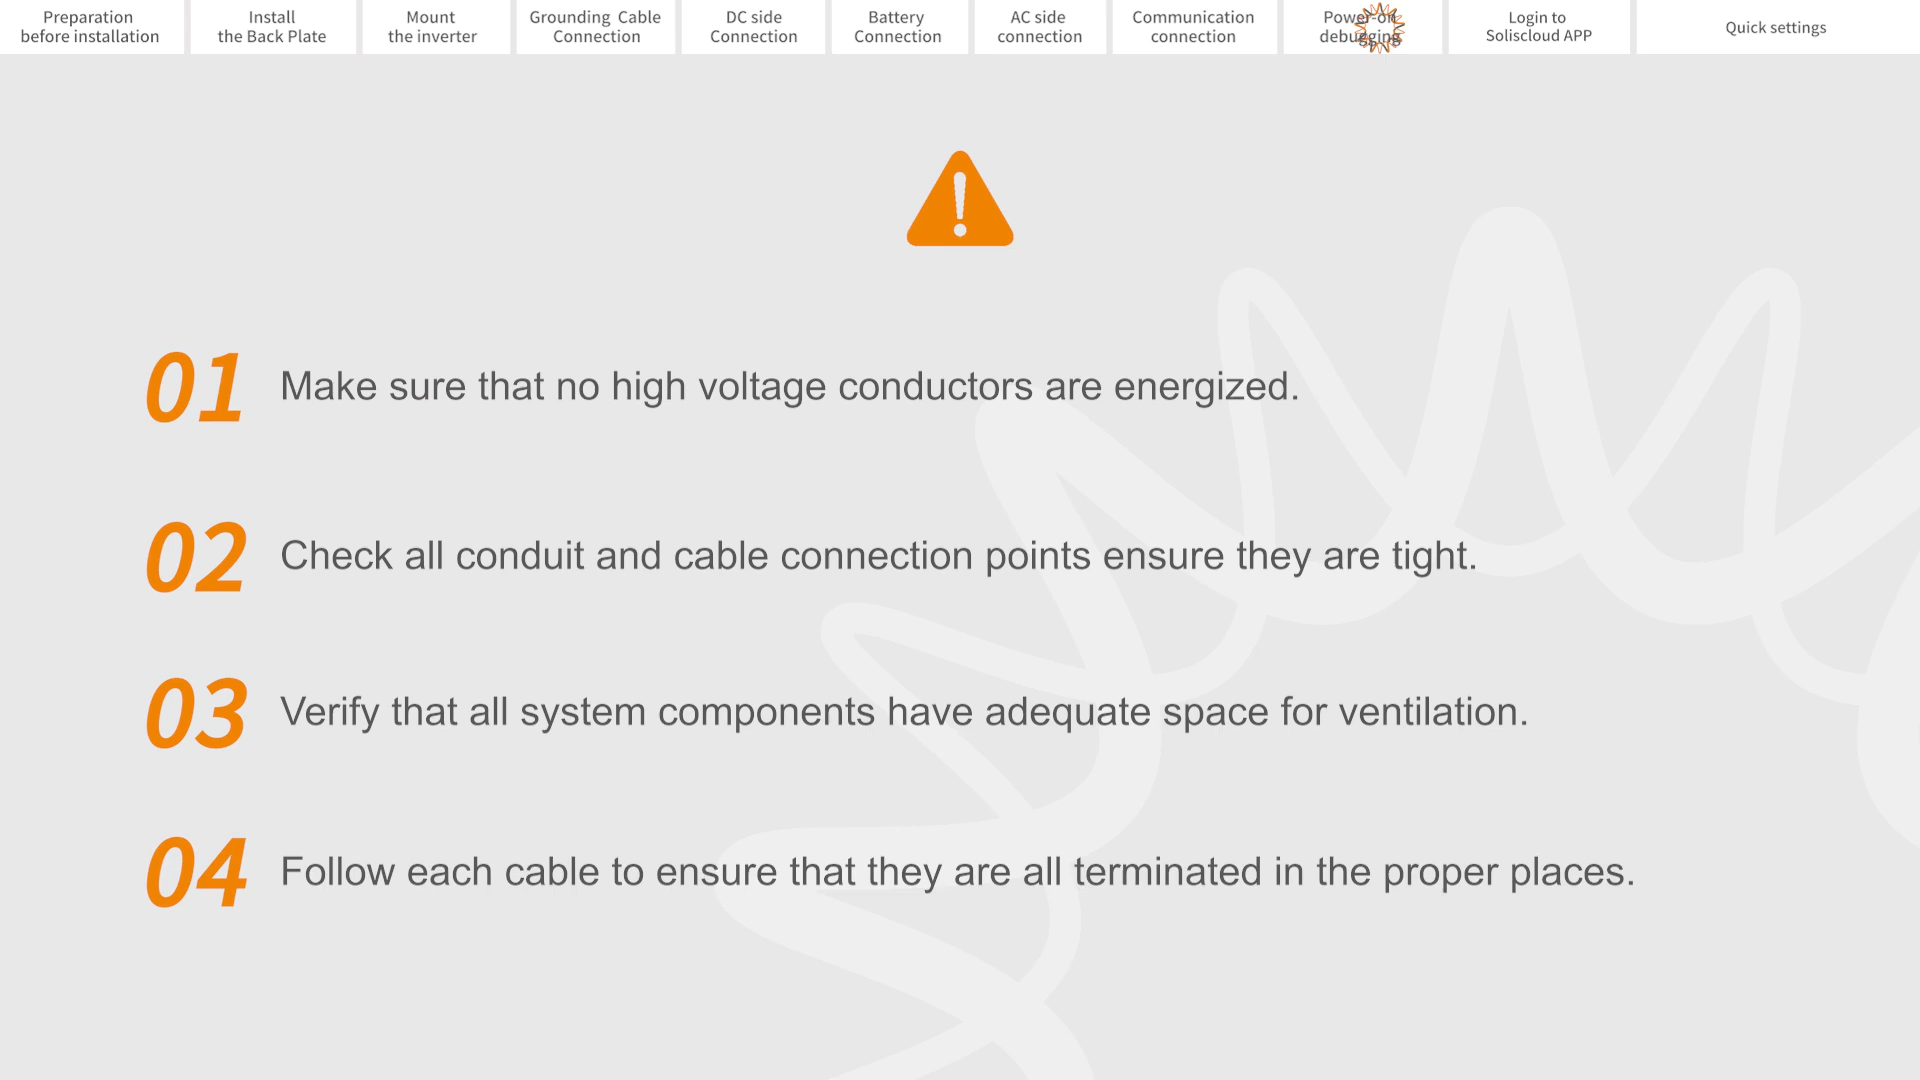 Preparation
before installation
Install
the Back Plate
Mount
the inverter
Grounding Cable
Connection
DC side
Connection
Battery
Connection
AC side
connection
Communication
connection
Power-on
debugging
Login to
Soliscloud APP
Quick settings
01 Make sure that no high voltage conductors are energized.
02 Check all conduit and cable connection points ensure they are tight.
03 Verify that all system components have adequate space for ventilation.
04 Follow each cable to ensure that they are all terminated in the proper places.